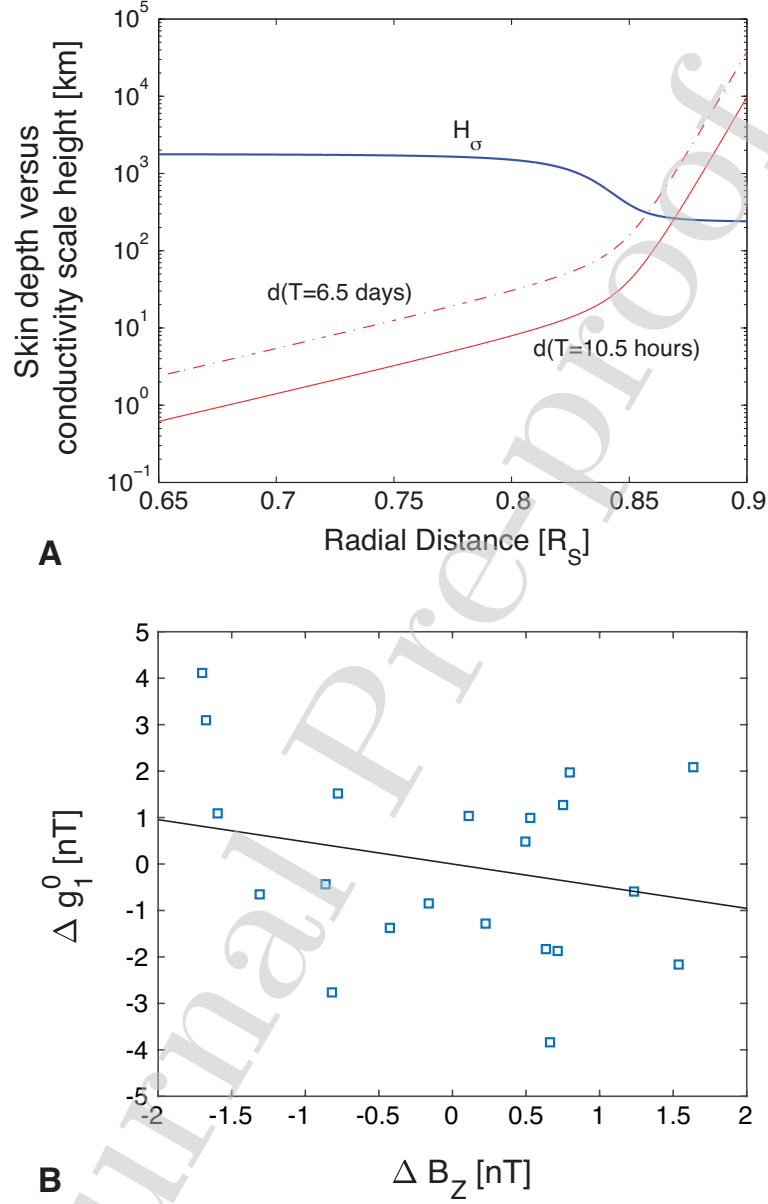 10^5
10^4
10^3
10^2
10^1
10^0
10^-1
Skin depth versus
conductivity scale height [km]
H_σ
d(T=6.5 days)
d(T=10.5 hours)
0.65 0.7 0.75 0.8 0.85 0.9
Radial Distance [R_S]
A
5
4
3
2
1
0
-1
-2
-3
-4
-5
Δ g_1^0 [nT]
-2 -1.5 -1 -0.5 0 0.5 1 1.5 2
Δ B_Z [nT]
B
urnal Pre-proof